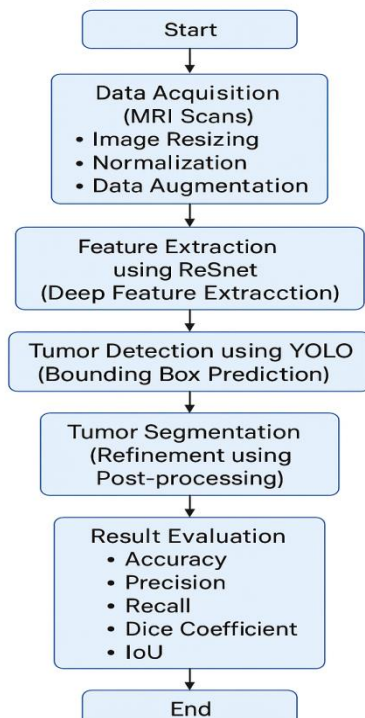 Start
Data Acquisition
(MRI Scans)
• Image Resizing
• Normalization
• Data Augmentation
Feature Extraction
using ReSnet
(Deep Feature Extracction)
Tumor Detection using YOLO
(Bounding Box Prediction)
Tumor Segmentation
(Refinement using
Post-processing)
Result Evaluation
• Accuracy
• Precision
• Recall
• Dice Coefficient
• IoU
End